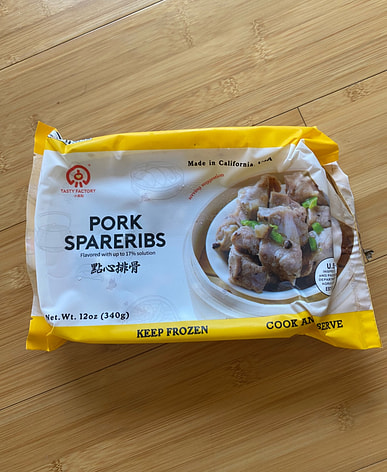 Made in California, USA
TASTY FACTORY
PORK
SPARERIBS
Flavored with up to 17% solution
點心排骨
Net. Wt. 12oz (340g)
KEEP FROZEN
COOK AND SERVE